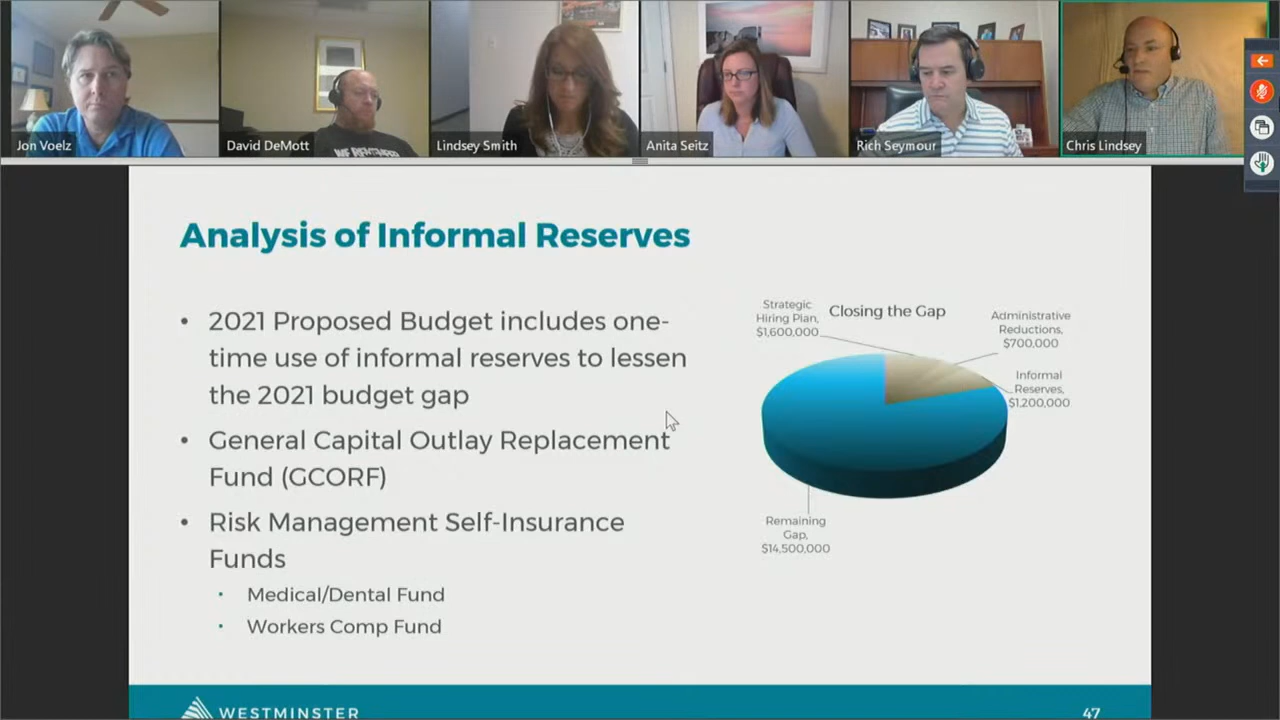 Jon Voelz
David DeMott
Lindsey Smith
Anita Seitz
Rich Seymour
Chris Lindsey
Analysis of Informal Reserves
• 2021 Proposed Budget includes one-
time use of informal reserves to lessen
the 2021 budget gap
• General Capital Outlay Replacement
Fund (GCORF)
• Risk Management Self-Insurance
Funds
▪ Medical/Dental Fund
▪ Workers Comp Fund
Closing the Gap
Strategic
Hiring Plan,
$1,600,000
Administrative
Reductions,
$700,000
Informal
Reserves,
$1,200,000
Remaining
Gap,
$14,500,000
WESTMINSTER
47